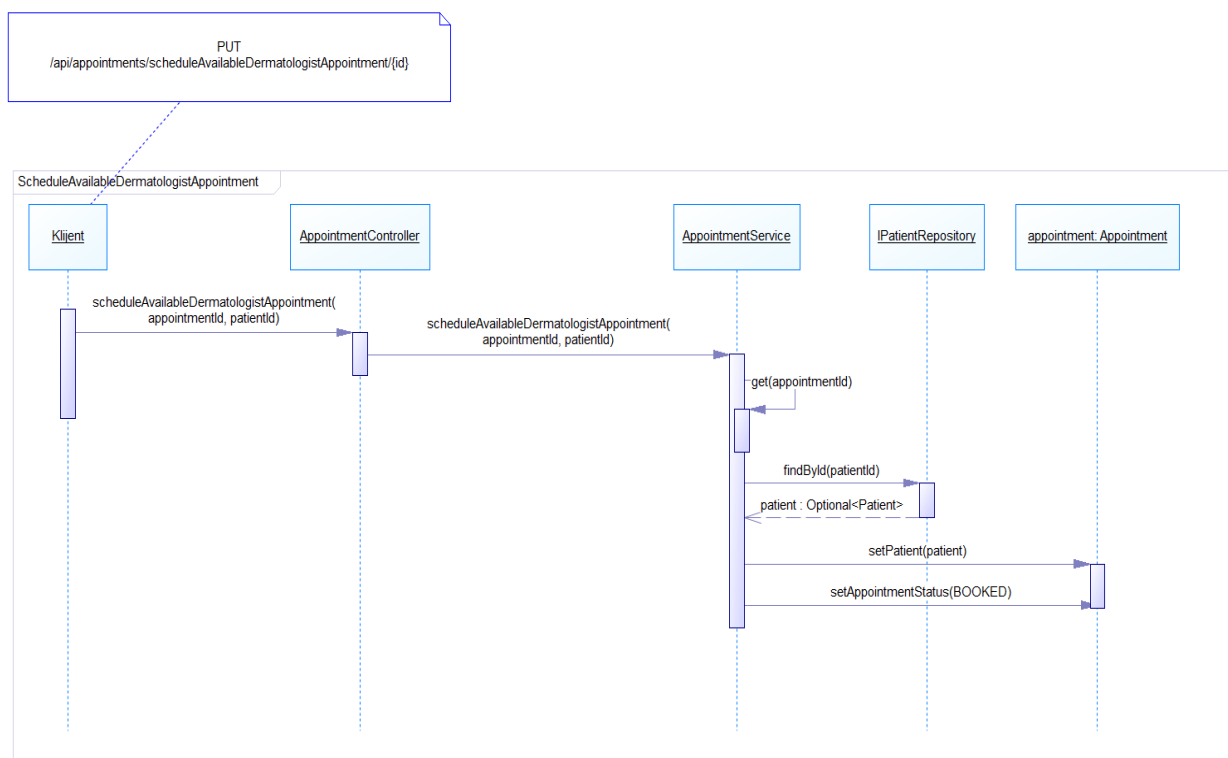 PUT
/api/appointments/scheduleAvailableDermatologistAppointment/{id}
ScheduleAvailableDermatologistAppointment
Klijent
AppointmentController
AppointmentService
IPatientRepository
appointment: Appointment
scheduleAvailableDermatologistAppointment(
appointmentId, patientId)
scheduleAvailableDermatologistAppointment(
appointmentId, patientId)
get(appointmentId)
findById(patientId)
patient : Optional<Patient>
setPatient(patient)
setAppointmentStatus(BOOKED)